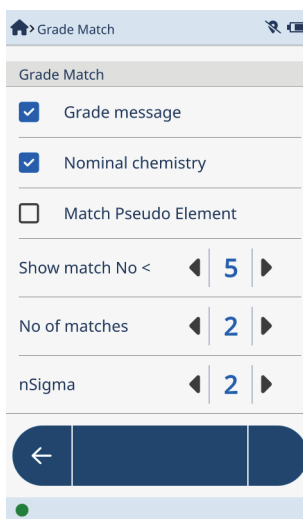 Grade Match
Grade Match
Grade message
Nominal chemistry
Match Pseudo Element
Show match No < 5
No of matches 2
nSigma 2